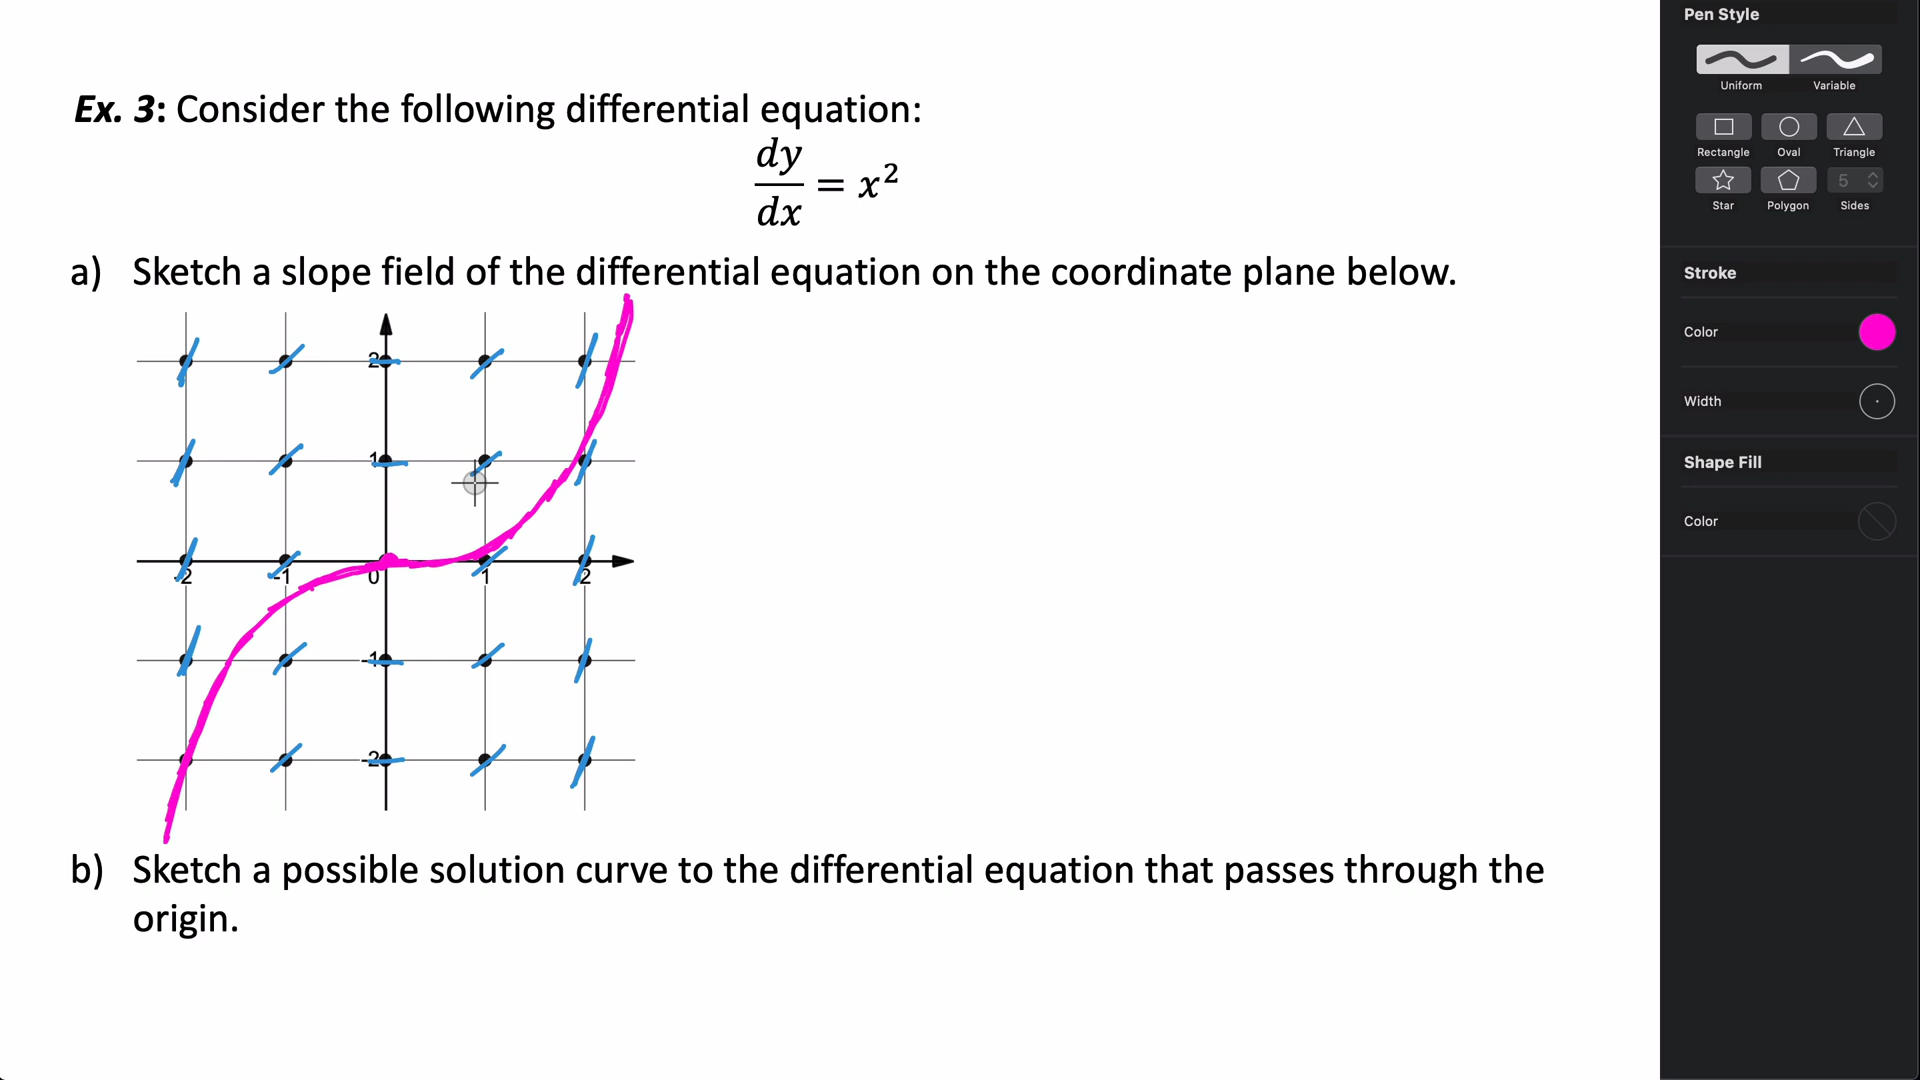 Ex. 3: Consider the following differential equation:
dy/dx = x²
a) Sketch a slope field of the differential equation on the coordinate plane below.
2
1
-2 -1 0 1 2
-1
-2
b) Sketch a possible solution curve to the differential equation that passes through the
origin.
Pen Style
Uniform Variable
Rectangle Oval Triangle
5
Star Polygon Sides
Stroke
Color
Width
Shape Fill
Color